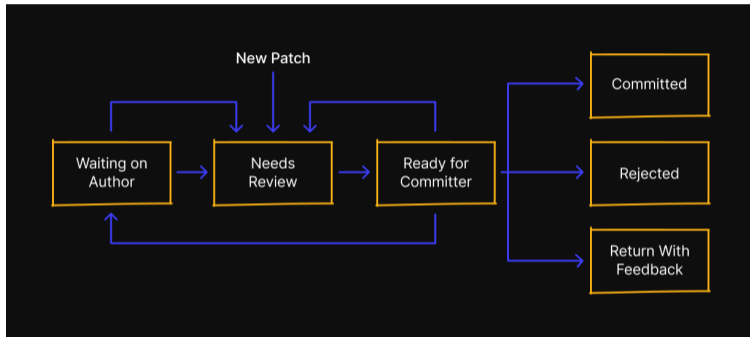 New Patch
Waiting on
Author
Needs
Review
Ready for
Committer
Committed
Rejected
Return With
Feedback